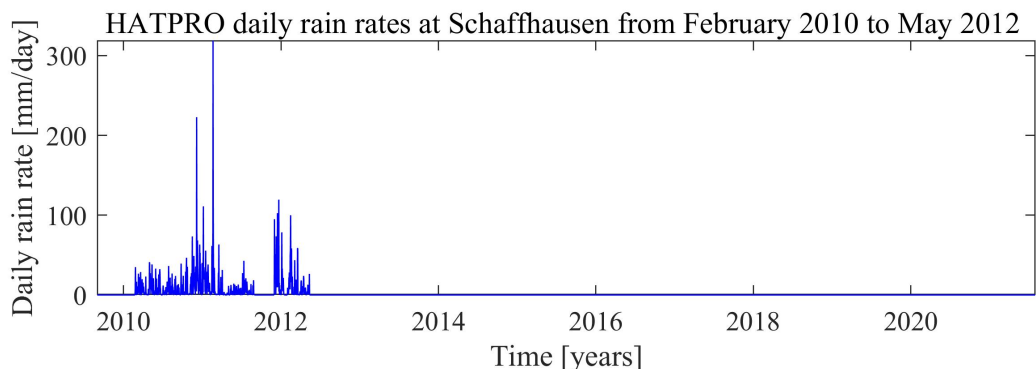 HATPRO daily rain rates at Schaffhausen from February 2010 to May 2012
Daily rain rate [mm/day]
300
200
100
0
2010 2012 2014 2016 2018 2020
Time [years]